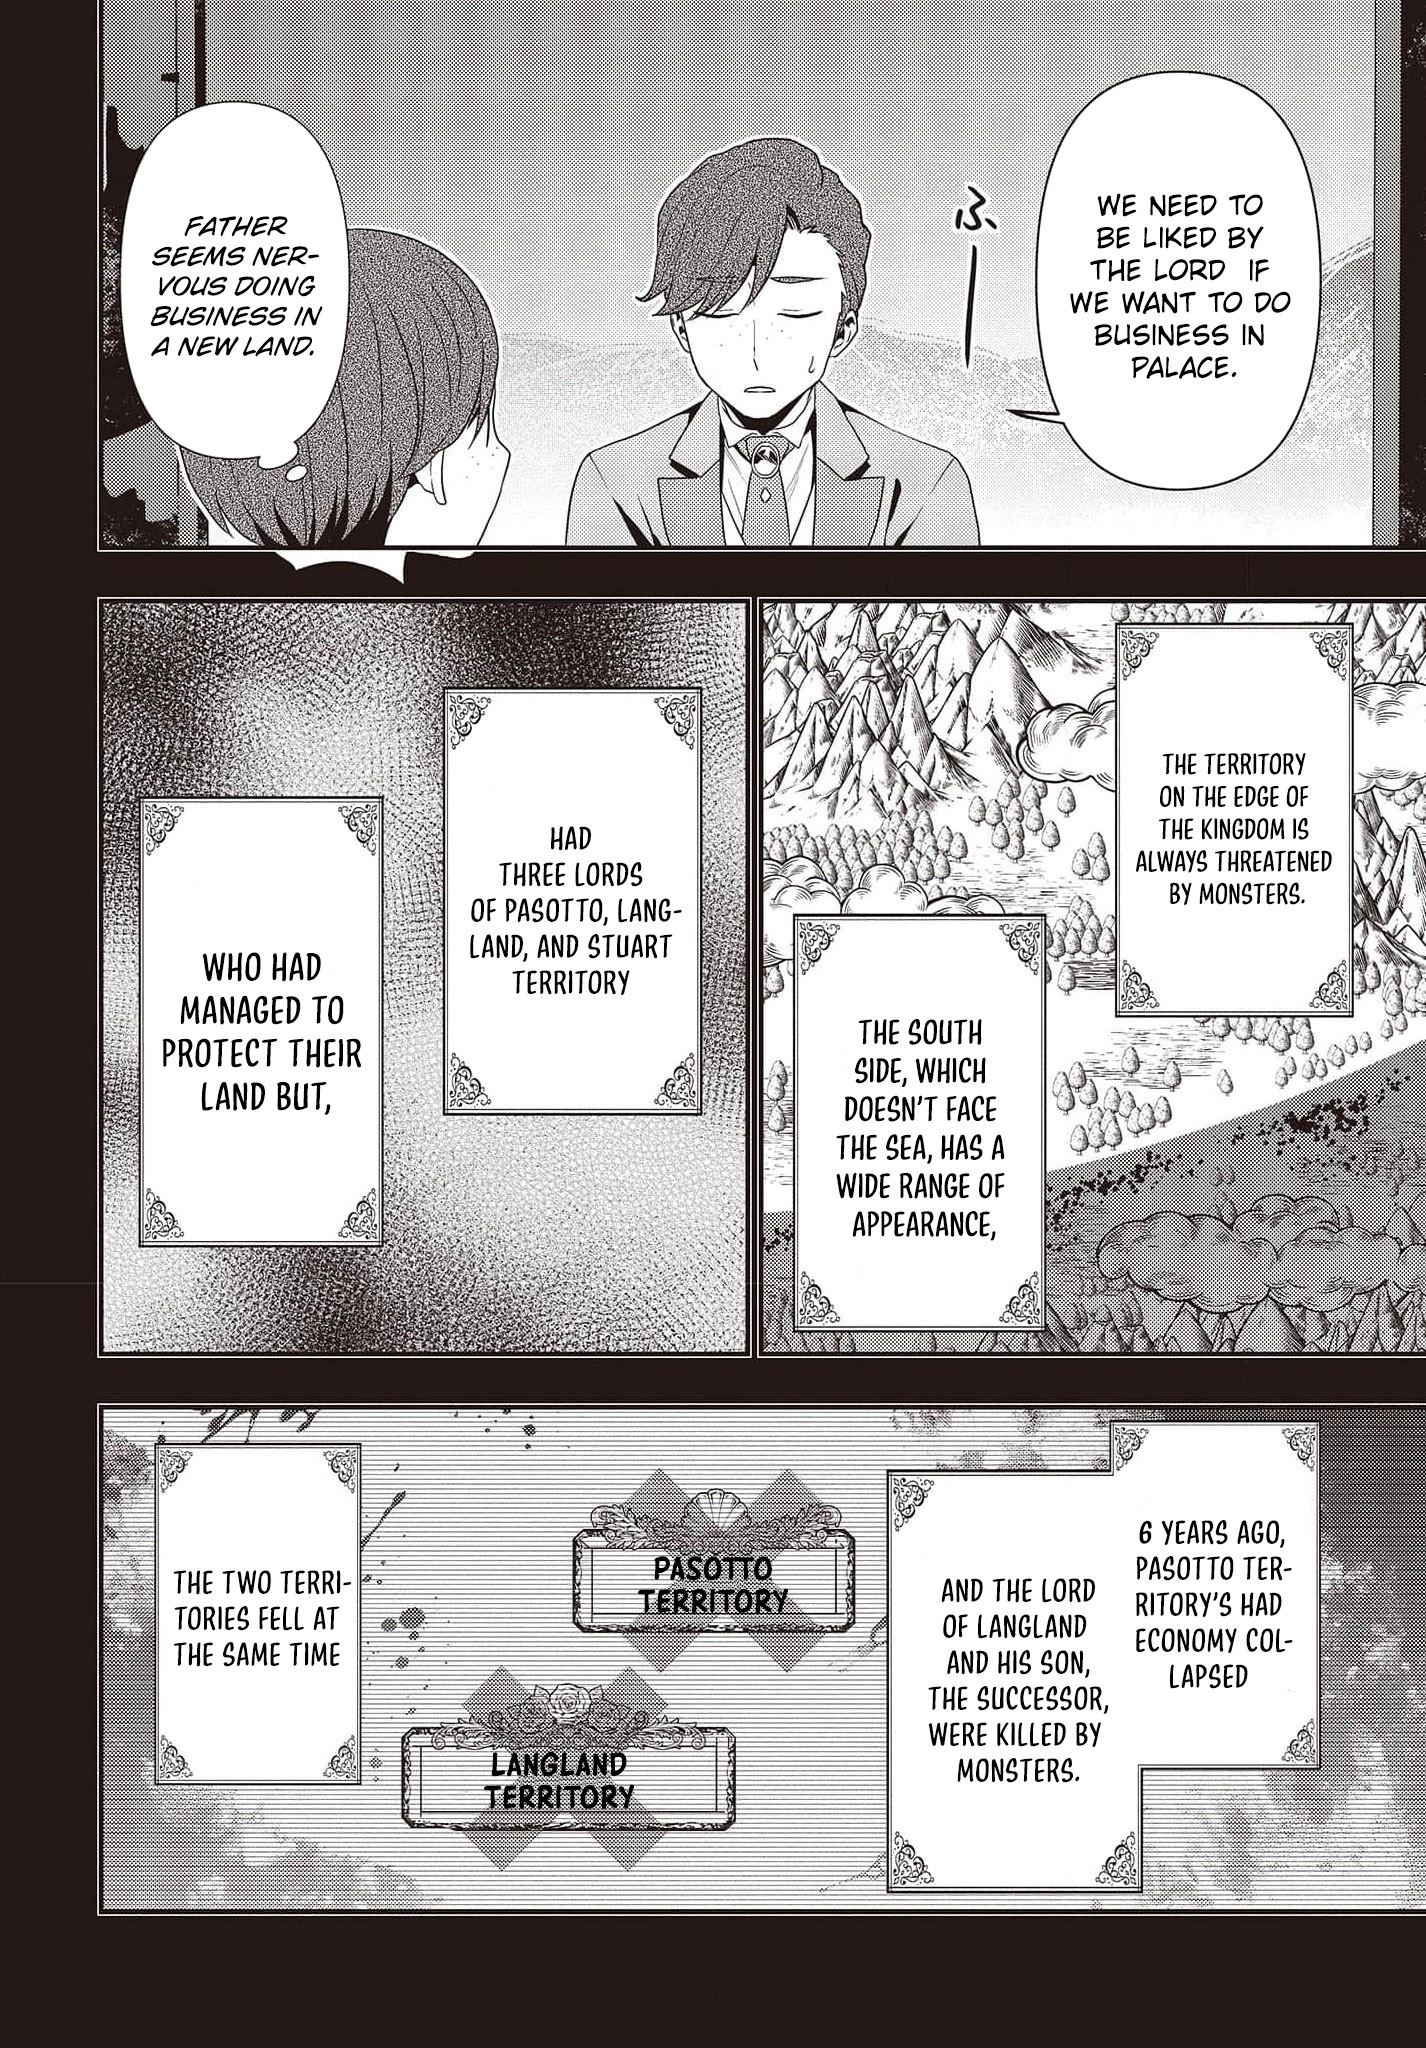 WE NEED TO
BE LIKED BY
THE LORD IF
WE WANT TO DO
BUSINESS IN
PALACE.
ふー
FATHER
SEEMS NER-
VOUS DOING
BUSINESS IN
A NEW LAND.
THE TERRITORY
ON THE EDGE OF
THE KINGDOM IS
ALWAYS THREATENED
BY MONSTERS.
THE SOUTH
SIDE, WHICH
DOESN'T FACE
THE SEA, HAS A
WIDE RANGE OF
APPEARANCE,
HAD
THREE LORDS
OF PASOTTO, LANG-
LAND, AND STUART
TERRITORY
WHO HAD
MANAGED TO
PROTECT THEIR
LAND BUT,
6 YEARS AGO,
PASOTTO TER-
RITORY'S HAD
ECONOMY COL-
LAPSED
AND THE LORD
OF LANGLAND
AND HIS SON,
THE SUCCESSOR,
WERE KILLED BY
MONSTERS.
PASOTTO
TERRITORY
LANGLAND
TERRITORY
THE TWO TERRI-
TORIES FELL AT
THE SAME TIME